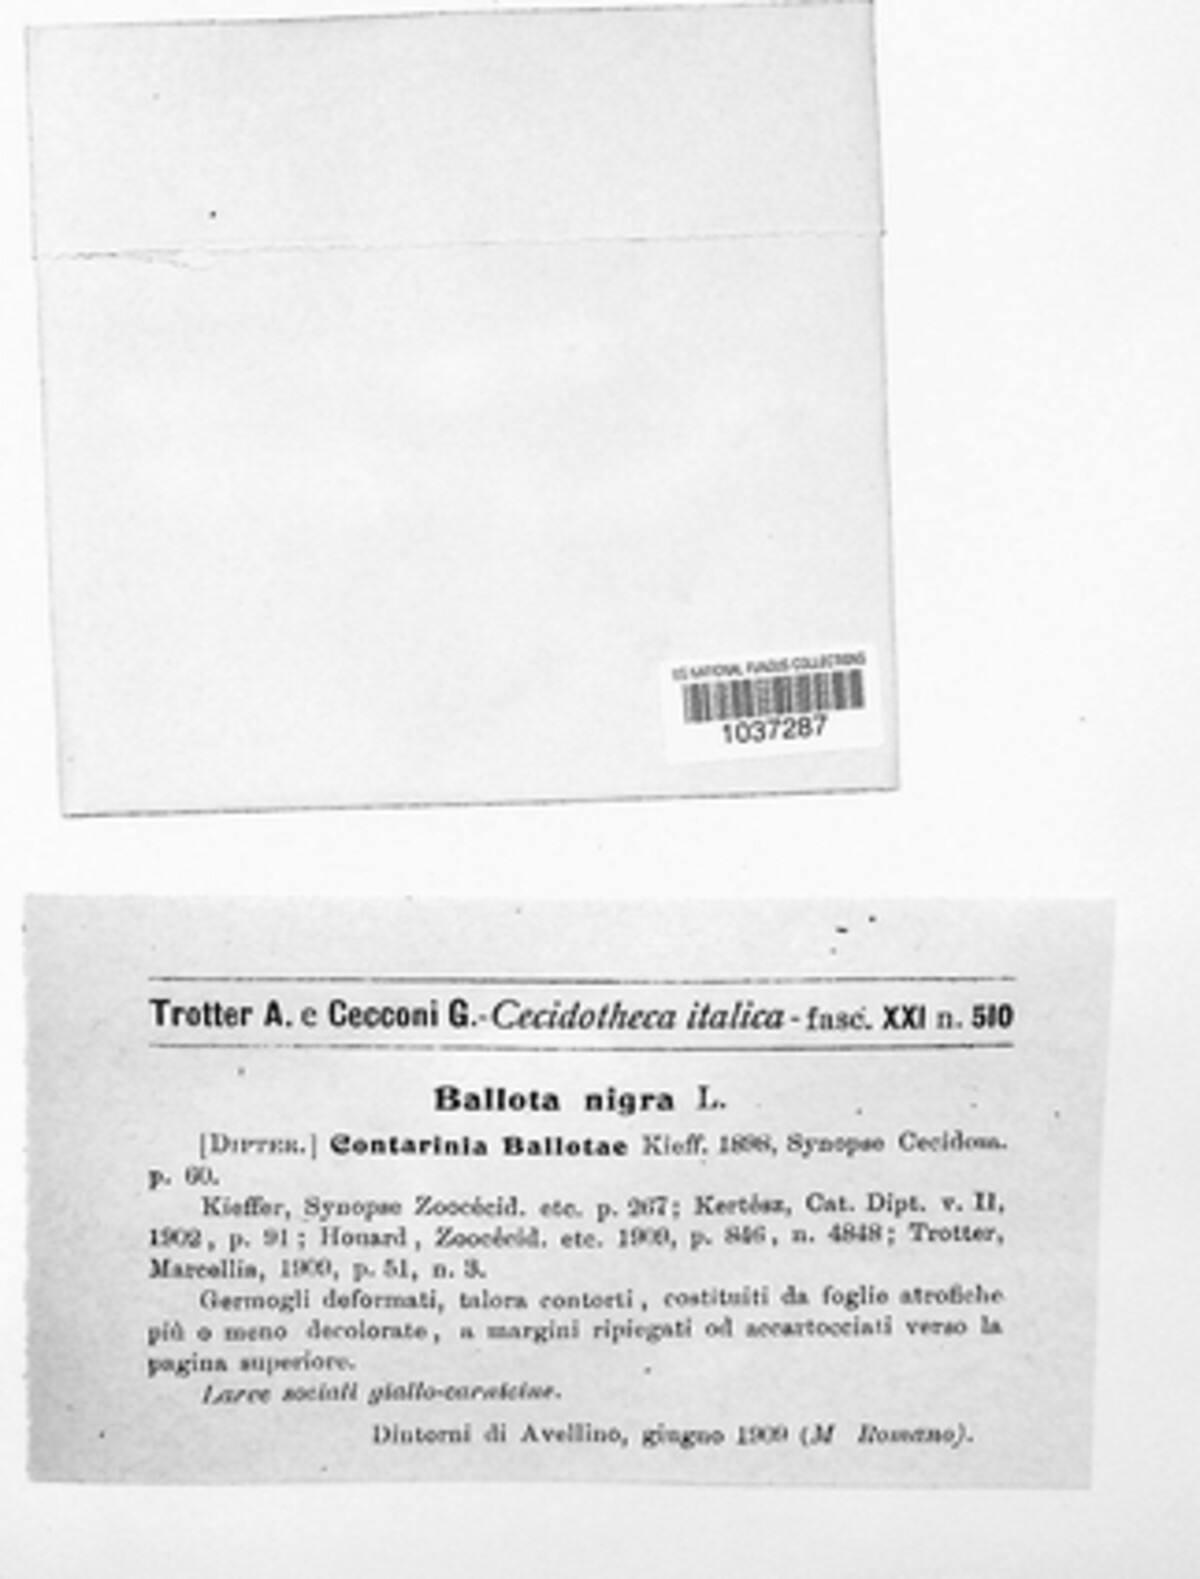 US NATIONAL FUNGUS COLLECTIONS
1037287
Trotter A. e Cecconi G.-Cecidotheca italica - fasc. XXI n. 510
Ballota nigra L.
[DIPTER.] Contarinia Ballotae Kieff. 1898, Synopse Cecidom.
p. 60.
Kieffer, Synopse Zoocécid. etc. p. 267; Kertész, Cat. Dipt. v. II,
1902, p. 91; Houard, Zoocécid. etc. 1909, p. 846, n. 4848; Trotter,
Marcellia, 1909, p. 51, n. 3.
Germogli deformati, talora contorti, costituiti da foglie atrofiche
più o meno decolorate, a margini ripiegati od accartocciati verso la
pagina superiore.
Larve sociali giallo-carnicine.
Dintorni di Avellino, giugno 1909 (M Romano).